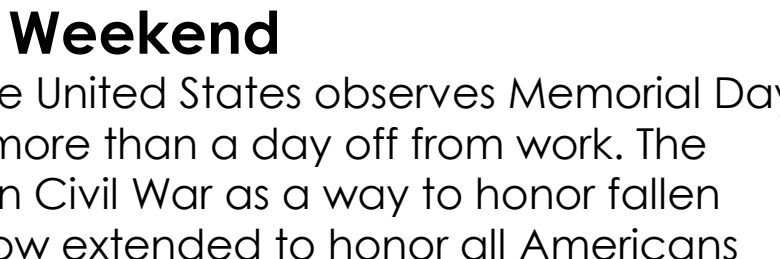 Weekend
e United States observes Memorial Day
more than a day off from work. The
n Civil War as a way to honor fallen
ow extended to honor all Americans